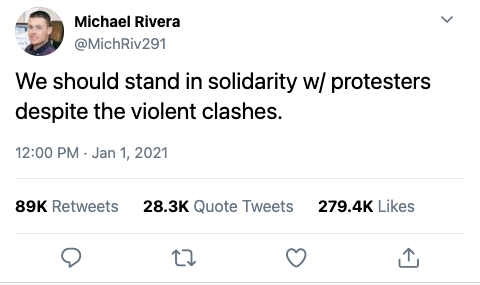 Michael Rivera
@MichRiv291
We should stand in solidarity w/ protesters
despite the violent clashes.
12:00 PM · Jan 1, 2021
89K Retweets 28.3K Quote Tweets 279.4K Likes